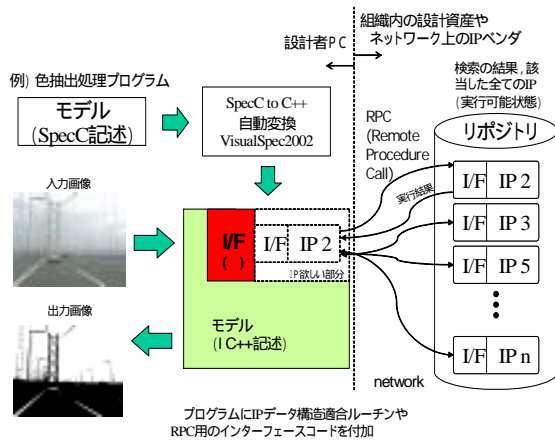 組織内の設計資産や
ネットワーク上のIPベンダ
設計者PC
例) 色抽出処理プログラム
モデル
(SpecC記述)
SpecC to C++
自動変換
VisualSpec2002
RPC
(Remote
Procedure
Call)
検索の結果,該
当した全てのIP
(実行可能状態)
リポジトリ
入力画像
実行結果
I/F
( )
I/F
IP 2
IP欲しい部分
I/F
IP 2
I/F
IP 3
I/F
IP 5
I/F
IP n
出力画像
モデル
(I C++記述)
network
プログラムにIPデータ構造適合ルーチンや
RPC用のインターフェースコードを付加